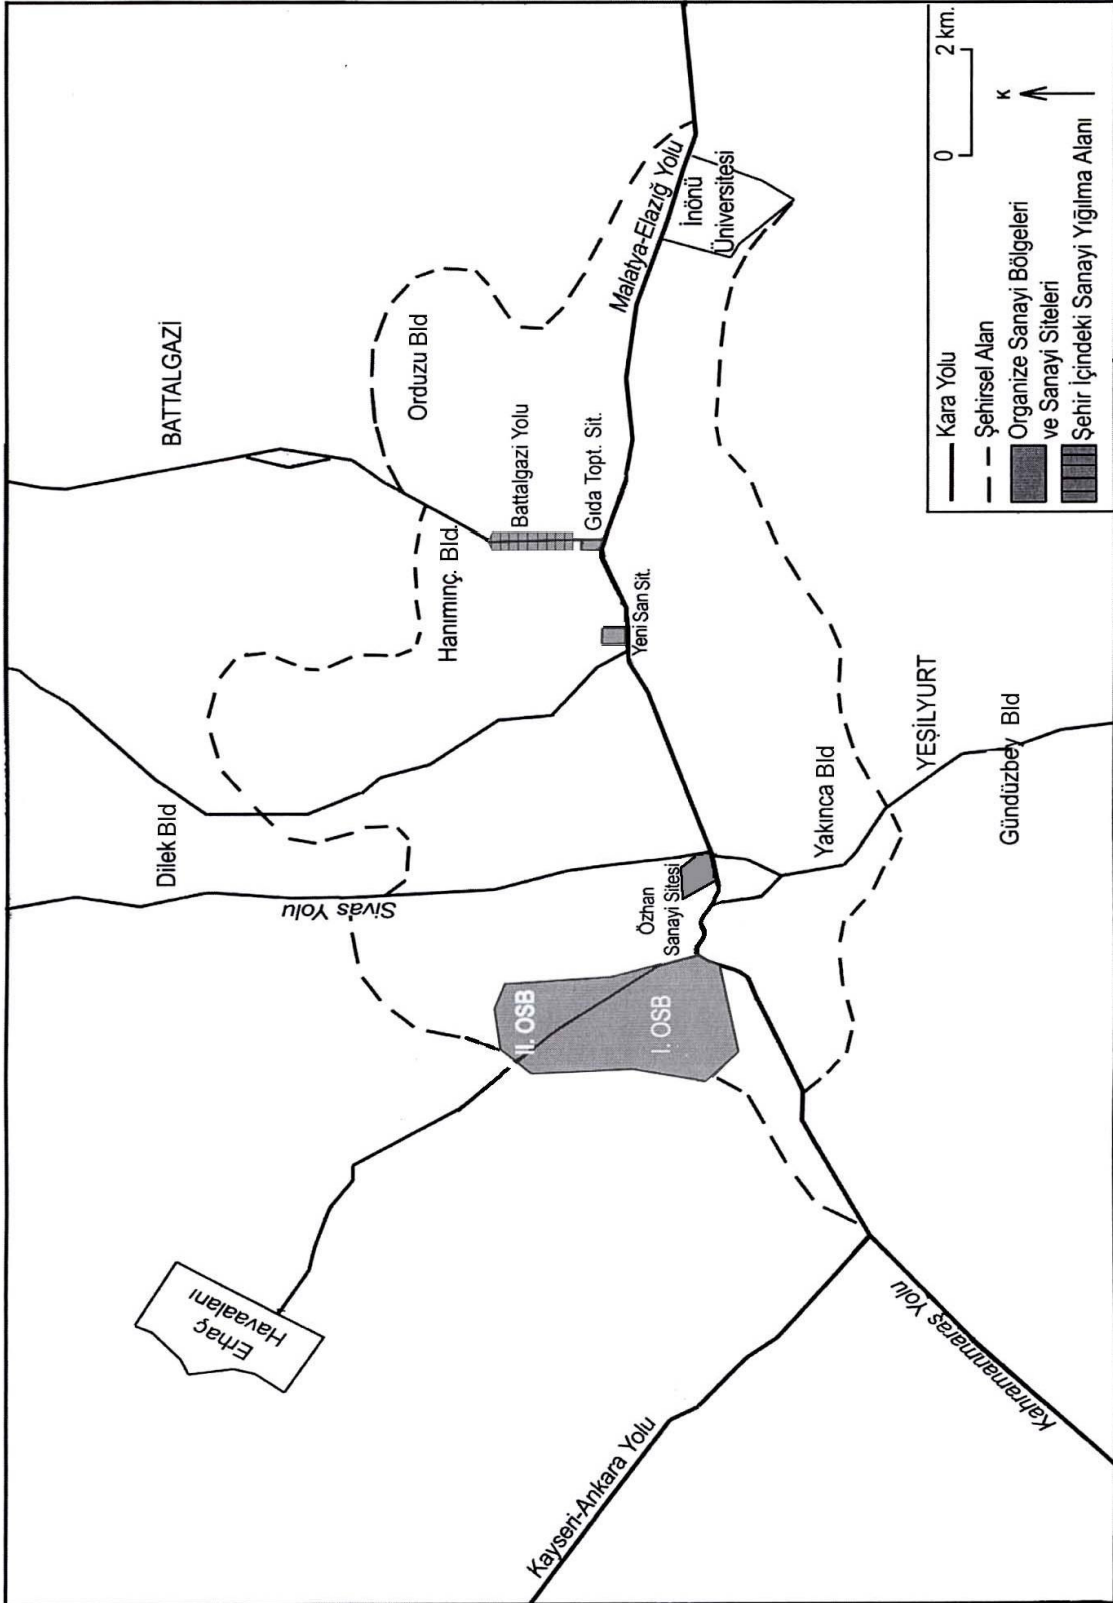 BATTALGAZİ
Dilek Bld
Orduzu Bld
Hanımınç. Bld.
Battalgazi Yolu
Gıda Topt. Sit.
Yeni San Sit.
Malatya-Elazığ Yolu
İnönü
Üniversitesi
Sivas Yolu
Erhaç
Havaalanı
II. OSB
I. OSB
Özhan
Sanayi Sitesi
Yakınca Bld
YEŞİLYURT
Gündüzbey Bld
Kayseri-Ankara Yolu
Kahramanmaraş Yolu
Kara Yolu
Şehirsel Alan
Organize Sanayi Bölgeleri
ve Sanayi Siteleri
Şehir İçindeki Sanayi Yığılma Alanı
0
2 km.
K